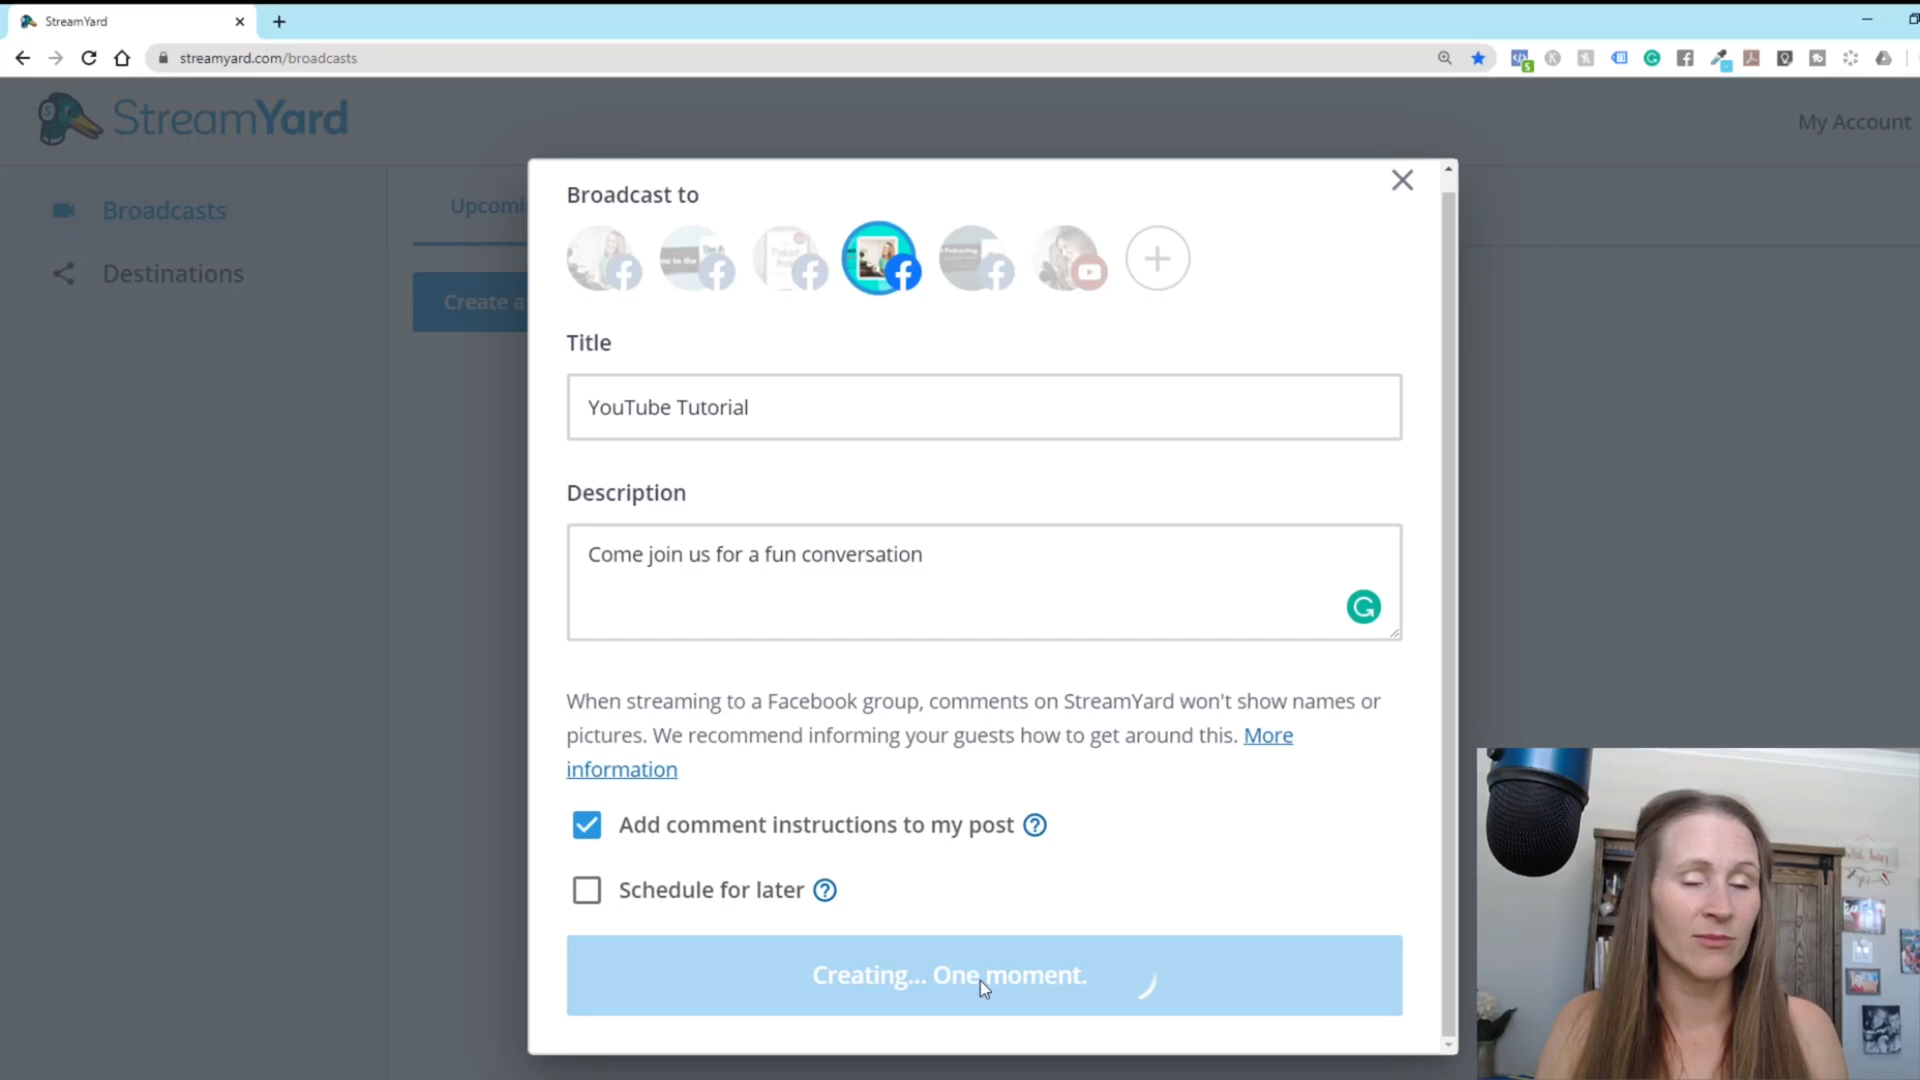 StreamYard
streamyard.com/broadcasts
StreamYard
My Account
Broadcasts
Destinations
Upcomi
Create a
Broadcast to
Title
YouTube Tutorial
Description
Come join us for a fun conversation
When streaming to a Facebook group, comments on StreamYard won't show names or
pictures. We recommend informing your guests how to get around this. More
information
Add comment instructions to my post
Schedule for later
Creating... One moment.